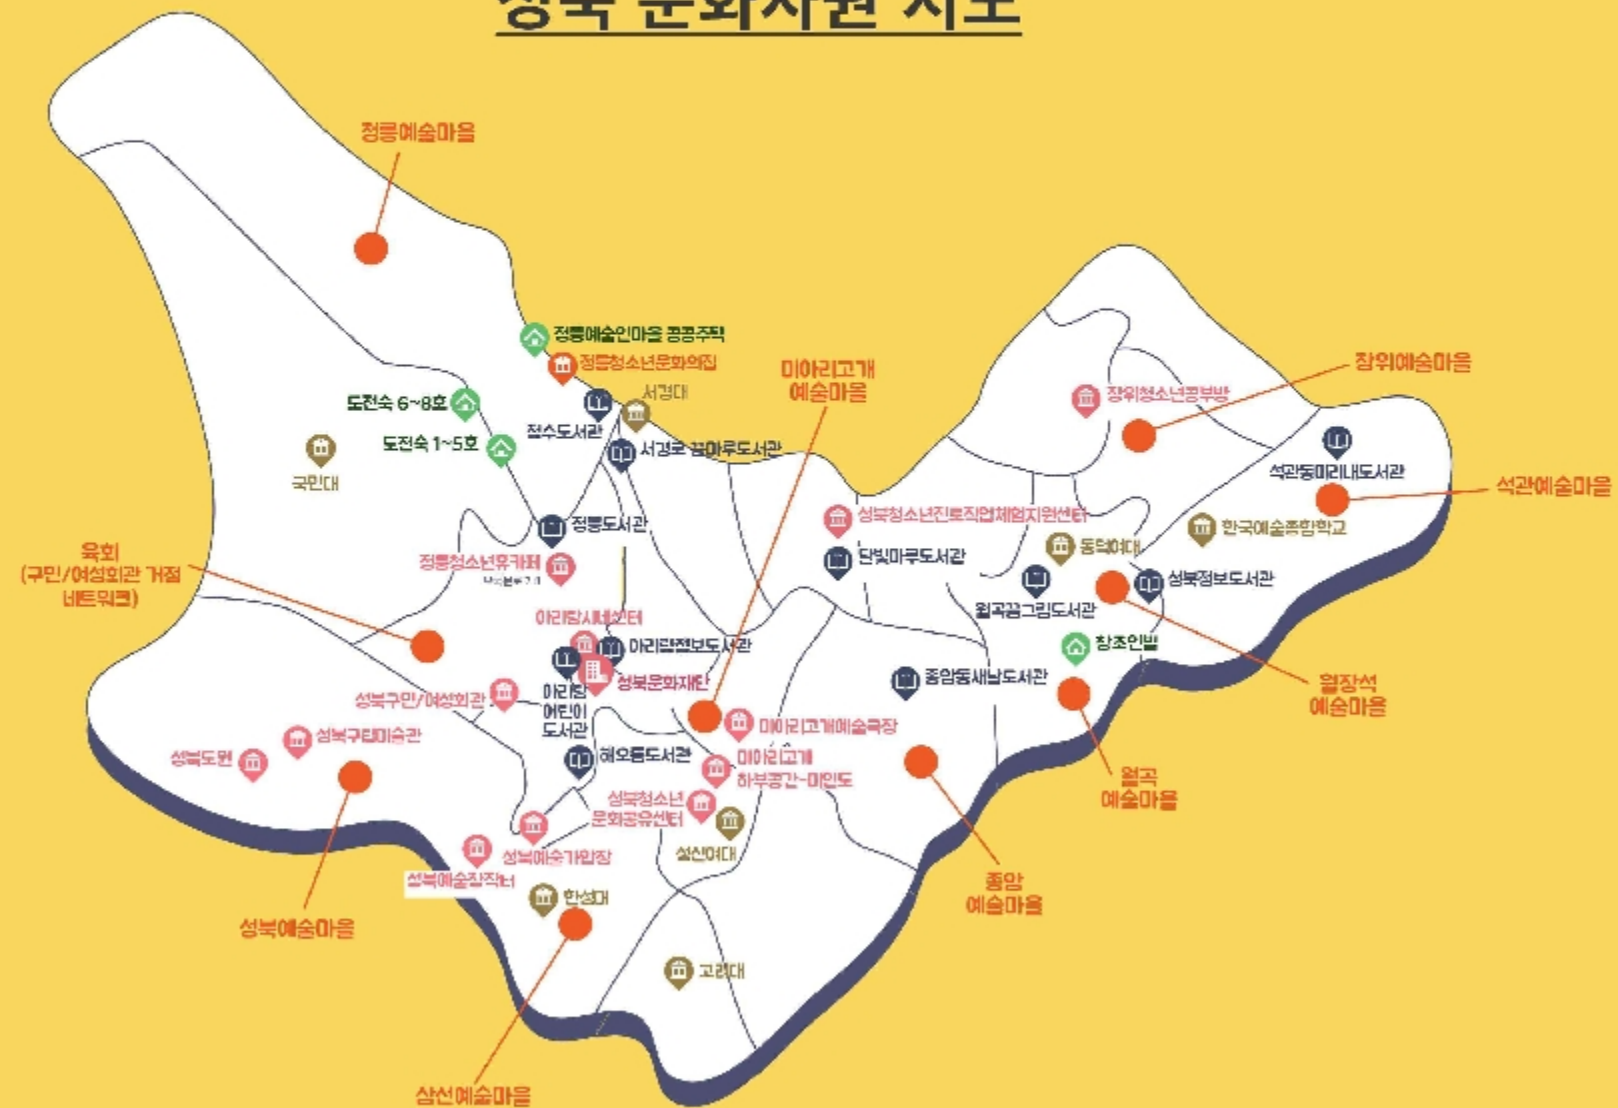 성북 문화자원 지도
정릉예술마을
정릉예술인마을 공공주택
정릉청소년문화의집
미아리고개
예술마을
장위예술마을
서경대
장위청소년공부방
도전숙 6~8호
도전숙 1~5호
청수도서관
서경로 꿈마루도서관
국민대
석관동미리내도서관
석관예술마을
성북청소년진로직업체험지원센터
정릉도서관
한국예술종합학교
동덕여대
육회
(구민/여성회관 거점
네트워크)
정릉청소년휴카페
달빛마루도서관
성북정보도서관
월곡꿈그림도서관
아리랑시네센터
아리랑정보도서관
창조인빌
성북문화재단
종암동새날도서관
월장석
예술마을
성북구민/여성회관
아리랑
어린이
도서관
미아리고개예술극장
성북구립미술관
성북도원
해오름도서관
미아리고개
하부공간-미인도
월곡
예술마을
성북청소년
문화공유센터
성북예술가압장
성신여대
성북예술창작터
종암
예술마을
한성대
성북예술마을
고려대
삼선예술마을